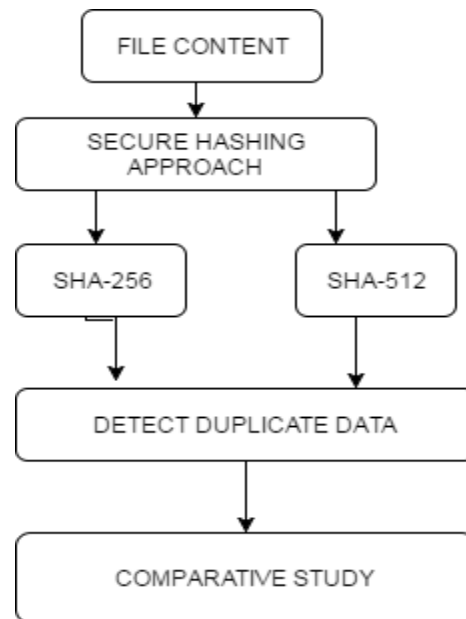 FILE CONTENT
SECURE HASHING
APPROACH
SHA-256
SHA-512
DETECT DUPLICATE DATA
COMPARATIVE STUDY